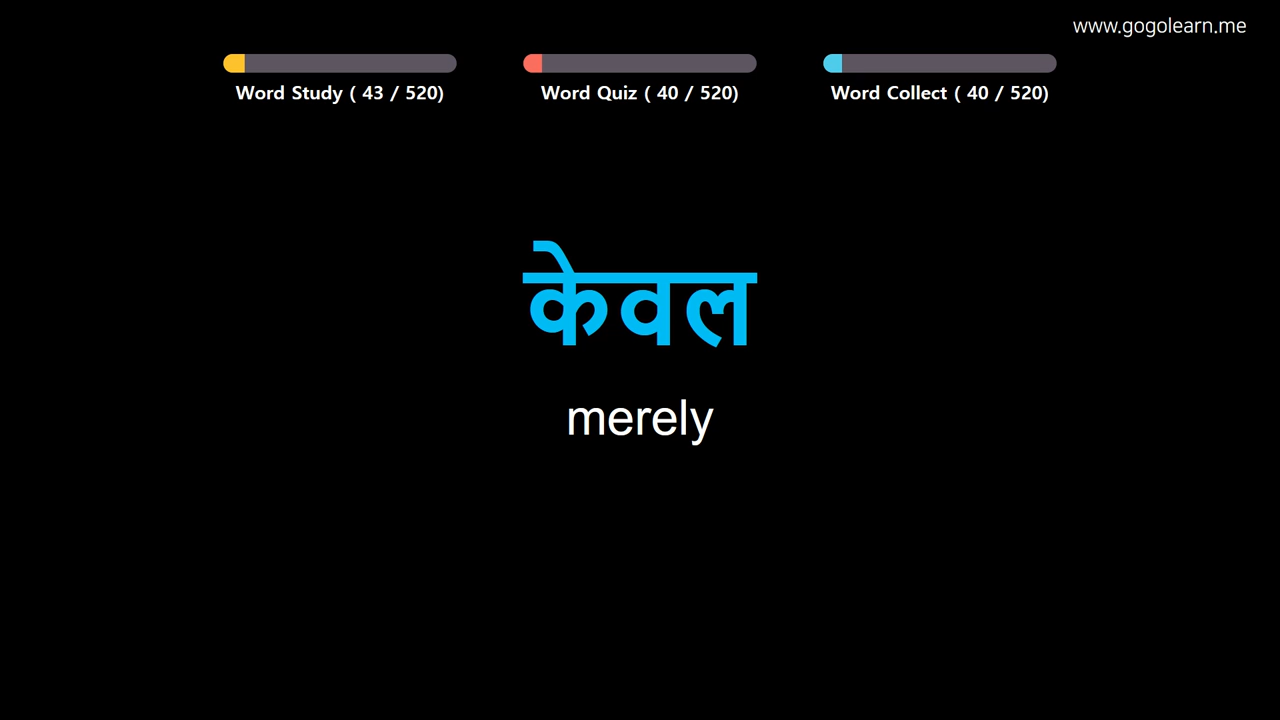 www.gogolearn.me
Word Study ( 43 / 520)
Word Quiz ( 40 / 520)
Word Collect ( 40 / 520)
केवल
merely